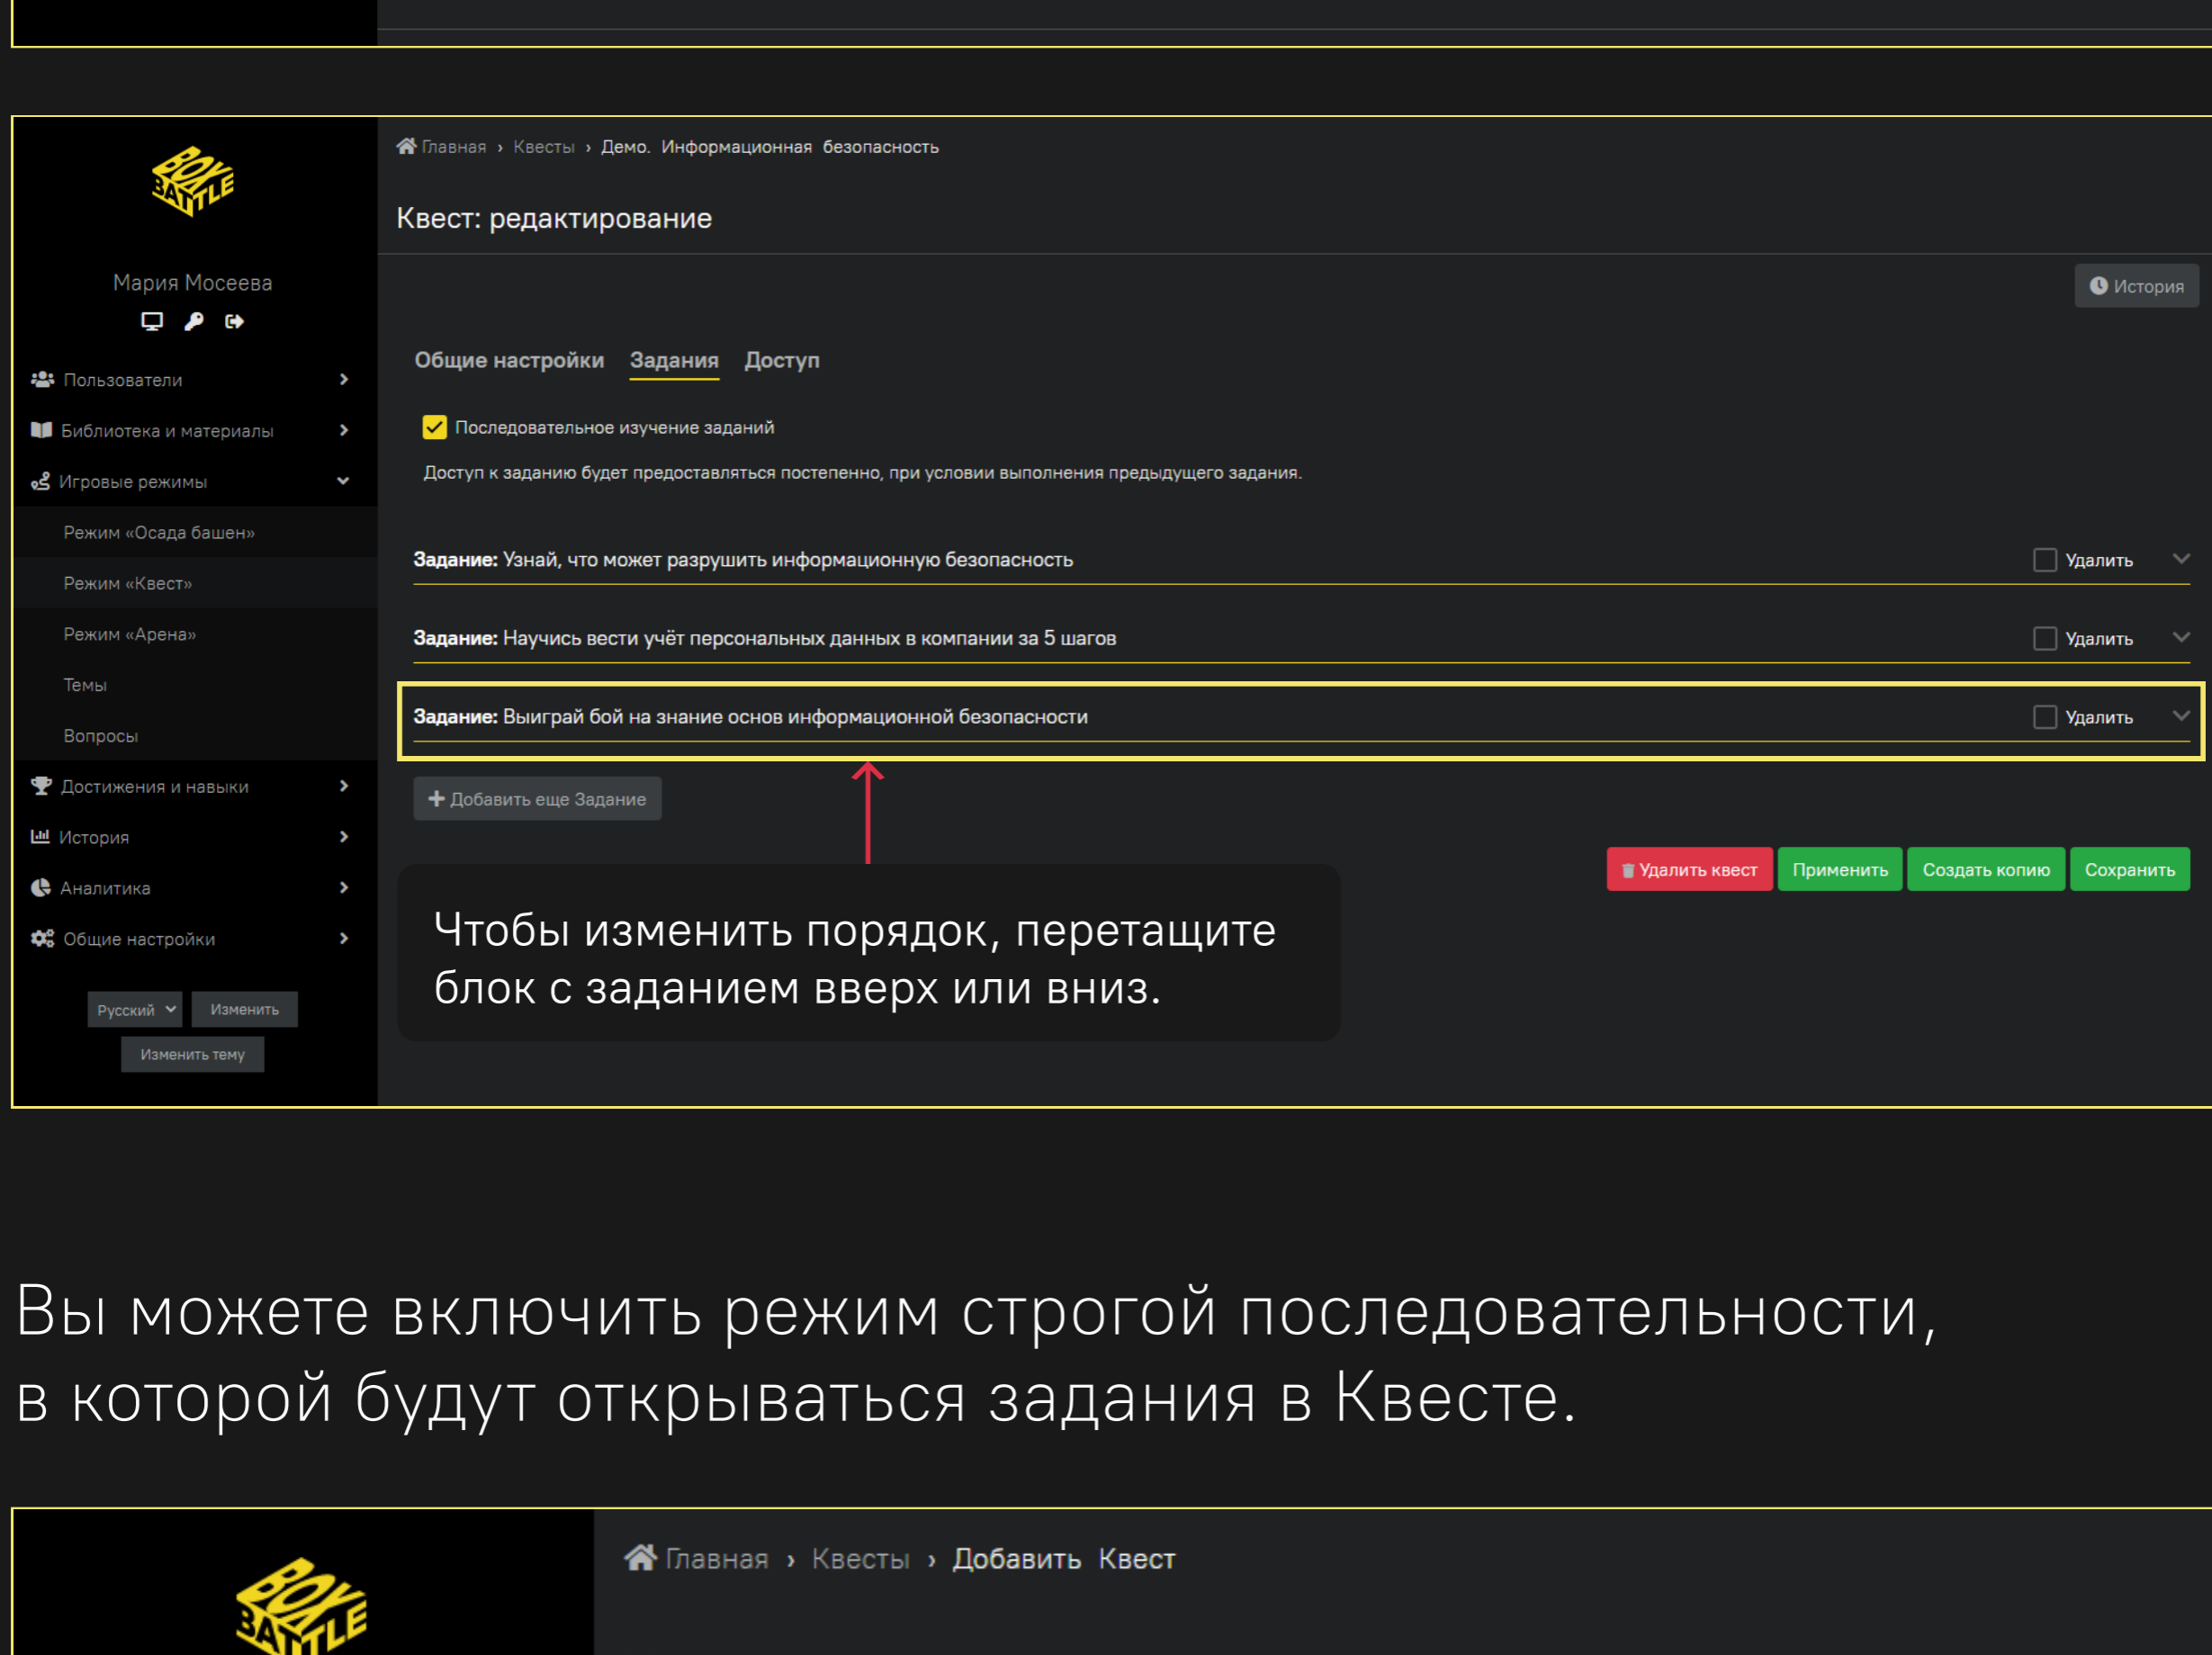 BOX
BATTLE
Главная › Квесты › Демо. Информационная безопасность
Квест: редактирование
Мария Мосеева
История
Общие настройки Задания Доступ
Пользователи
Библиотека и материалы
Игровые режимы
Режим «Осада башен»
Режим «Квест»
Режим «Арена»
Темы
Вопросы
Достижения и навыки
История
Аналитика
Общие настройки
Русский Изменить
Изменить тему
Последовательное изучение заданий
Доступ к заданию будет предоставляться постепенно, при условии выполнения предыдущего задания.
Задание: Узнай, что может разрушить информационную безопасность Удалить
Задание: Научись вести учёт персональных данных в компании за 5 шагов Удалить
Задание: Выиграй бой на знание основ информационной безопасности Удалить
+ Добавить еще Задание
Удалить квест Применить Создать копию Сохранить
Чтобы изменить порядок, перетащите
блок с заданием вверх или вниз.
Вы можете включить режим строгой последовательности,
в которой будут открываться задания в Квесте.
BOX
BATTLE
Главная › Квесты › Добавить Квест